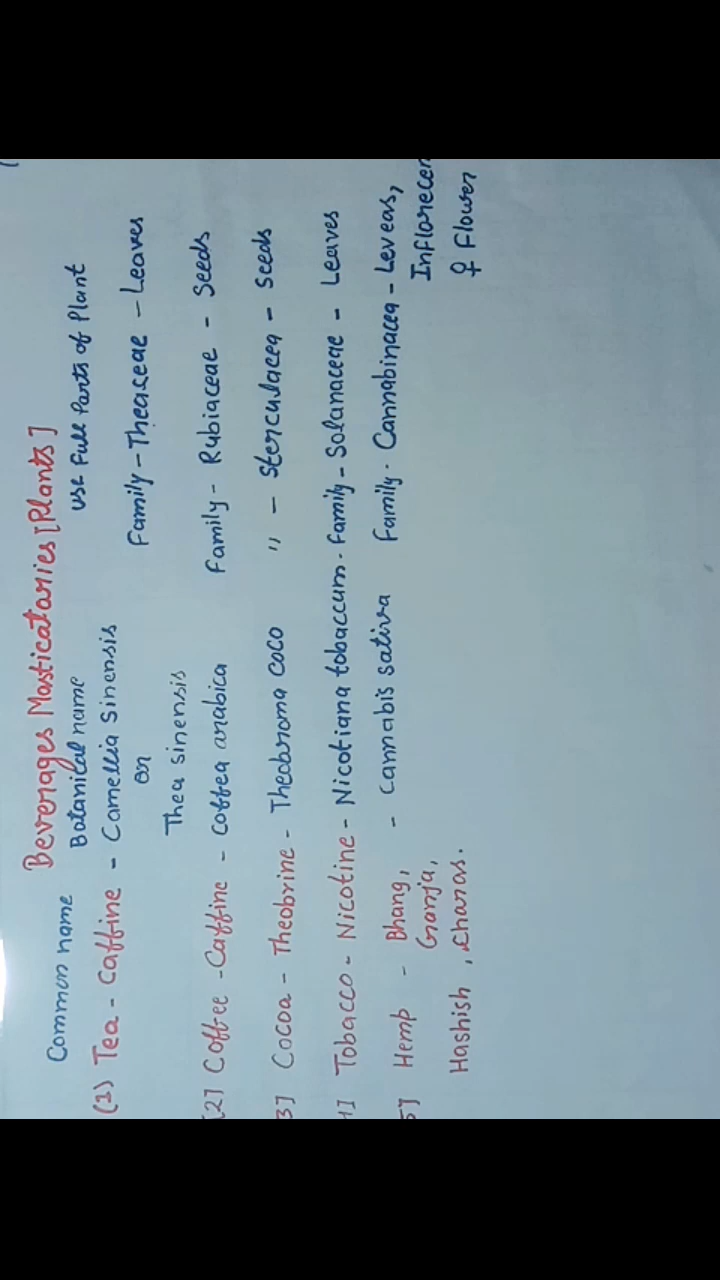 Beverages Masticataries [Plants]
Common name Batanical name Use Full Parts of Plant
(1) Tea - Caffine - Camellia Sinensis Family - Theaceae - Leaves
or
Thea sinensis
[2] Coffee - Caffine - Coffea arabica Family - Rubiaceae - Seeds
3] Cocoa - Theobrine - Theobroma coco " - Sterculacea - Seeds
4] Tobacco - Nicotine - Nicotiana tobaccum - Family - Solanaceae - Leaves
5] Hemp - Bhang, - Cannabis sativa Family - Cannabinacea - Leveas,
Ganja, Inflorecen
Hashish, Charas. ♀ Flower